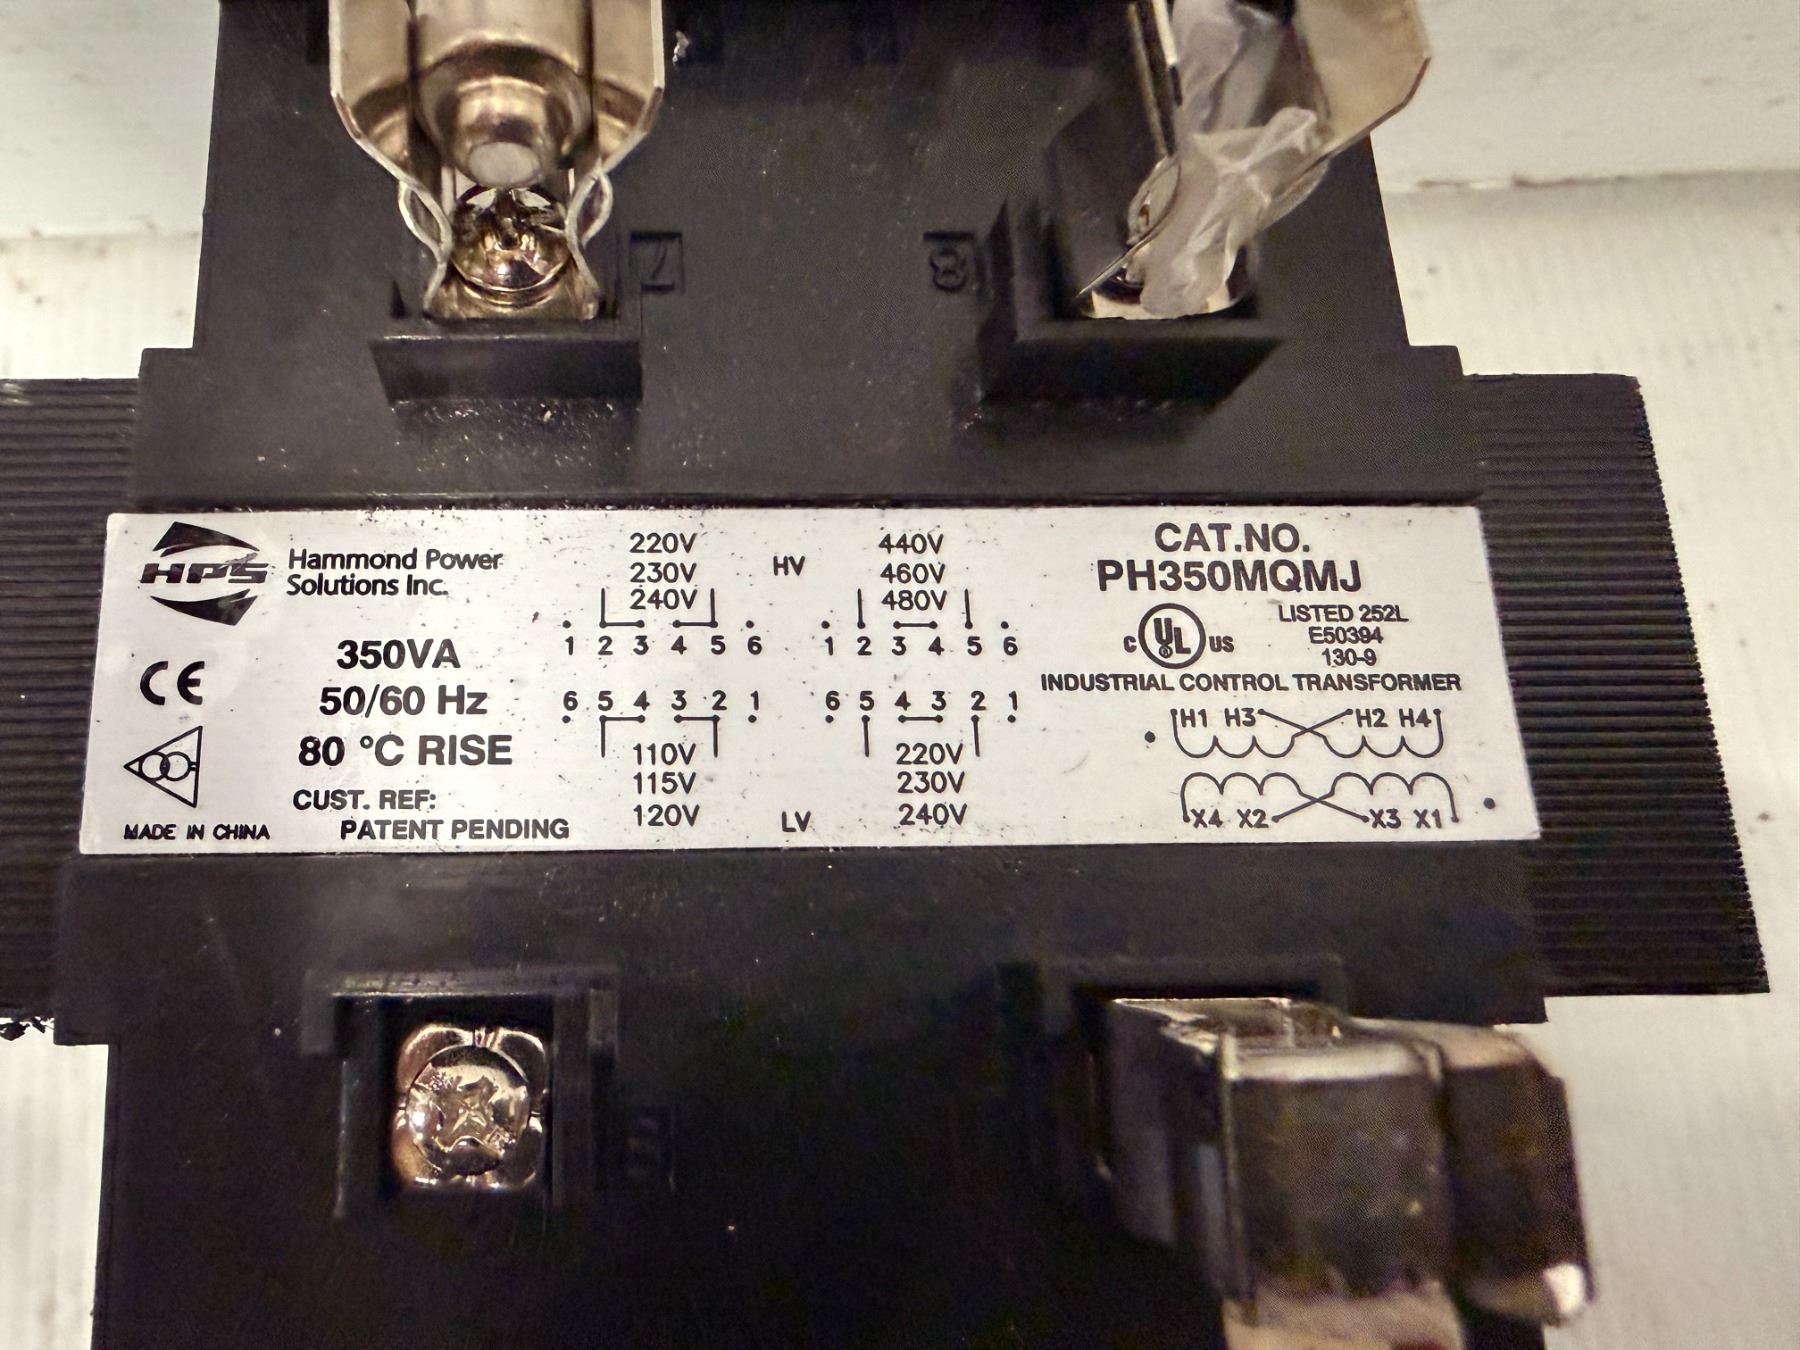 7
8
HPS
Hammond Power
Solutions Inc.
350VA
50/60 Hz
80 °C RISE
CUST. REF:
PATENT PENDING
CE
MADE IN CHINA
220V HV 440V
230V 460V
240V 480V
1 2 3 4 5 6 1 2 3 4 5 6
6 5 4 3 2 1 6 5 4 3 2 1
110V 220V
115V 230V
120V LV 240V
CAT.NO.
PH350MQMJ
C UL ® US
LISTED 252L
E50394
130-9
INDUSTRIAL CONTROL TRANSFORMER
H1 H3 H2 H4
X4 X2 X3 X1